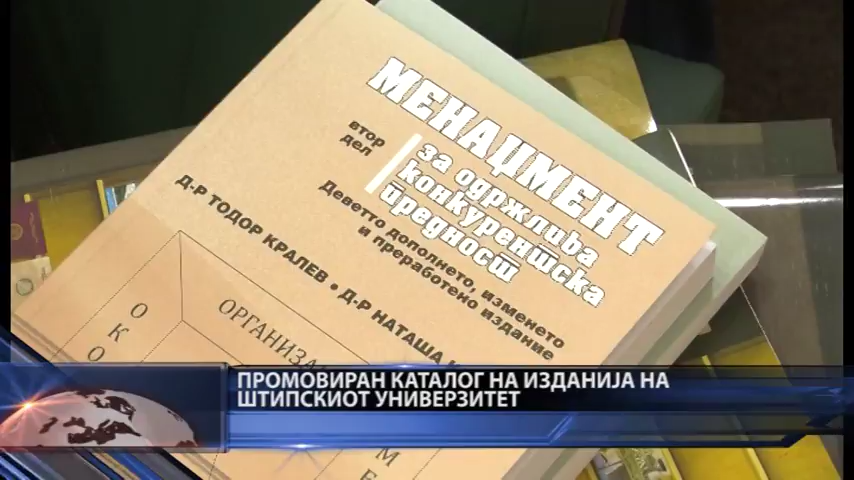 МЕНАЏМЕНТ
за одржлива
конкурентска
предност
втор
дел
Деветто дополнето, изменето
и преработено издание
Д-Р ТОДОР КРАЛЕВ • Д-Р НАТАША
ПРОМОВИРАН КАТАЛОГ НА ИЗДАНИЈА НА
ШТИПСКИОТ УНИВЕРЗИТЕТ